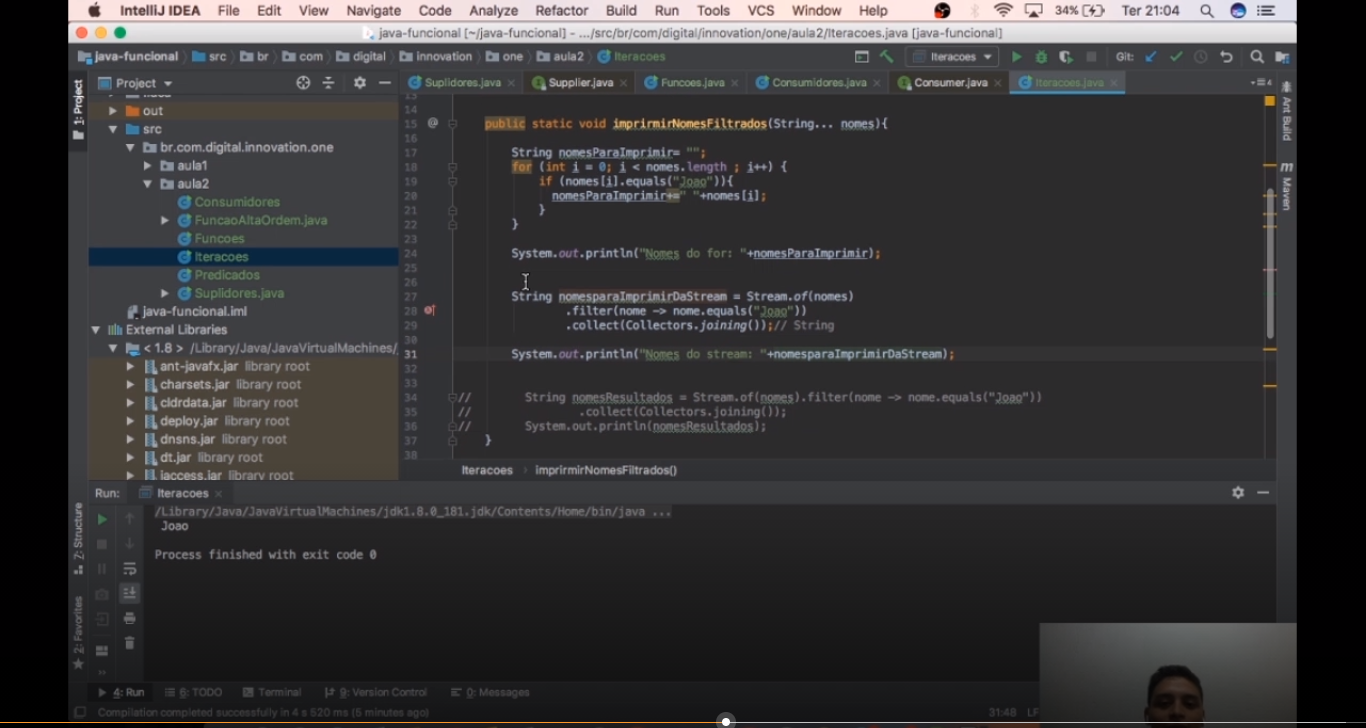 IntelliJ IDEA File Edit View Navigate Code Analyze Refactor Build Run Tools VCS Window Help 34% Ter 21:04
java-funcional [~/java-funcional] - .../src/br/com/digital/innovation/one/aula2/Iteracoes.java [java-funcional]
java-funcional src br com digital innovation one aula2 Iteracoes Iteracoes Git:
1: Project
Project
Suplidores.java Supplier.java Funcoes.java Consumidores.java Consumer.java Iteracoes.java
Ant Build
Maven
out
src
br.com.digital.innovation.one
aula1
aula2
Consumidores
FuncaoAltaOrdem.java
Funcoes
Iteracoes
Predicados
Suplidores.java
java-funcional.iml
External Libraries
< 1.8 > /Library/Java/JavaVirtualMachines/
ant-javafx.jar library root
charsets.jar library root
cldrdata.jar library root
deploy.jar library root
dnsns.jar library root
dt.jar library root
jaccess.jar library root
13
14
15 @ public static void imprirmirNomesFiltrados(String... nomes){
16
17 String nomesParaImprimir= "";
18 for (int i = 0; i < nomes.length ; i++) {
19 if (nomes[i].equals("Joao")){
20 nomesParaImprimir+=" "+nomes[i];
21 }
22 }
23
24 System.out.println("Nomes do for: "+nomesParaImprimir);
25
26
27 String nomesparaImprimirDaStream = Stream.of(nomes)
28 .filter(nome -> nome.equals("Joao"))
29 .collect(Collectors.joining());// String
30
31 System.out.println("Nomes do stream: "+nomesparaImprimirDaStream);
32
33
34 // String nomesResultados = Stream.of(nomes).filter(nome -> nome.equals("Joao"))
35 // .collect(Collectors.joining());
36 // System.out.println(nomesResultados);
37 }
38
Iteracoes › imprirmirNomesFiltrados()
Run: Iteracoes
/Library/Java/JavaVirtualMachines/jdk1.8.0_181.jdk/Contents/Home/bin/java ...
Joao
Process finished with exit code 0
7: Structure
2: Favorites
4: Run 6: TODO Terminal 9: Version Control 0: Messages
Compilation completed successfully in 4 s 520 ms (5 minutes ago) 31:48 LF